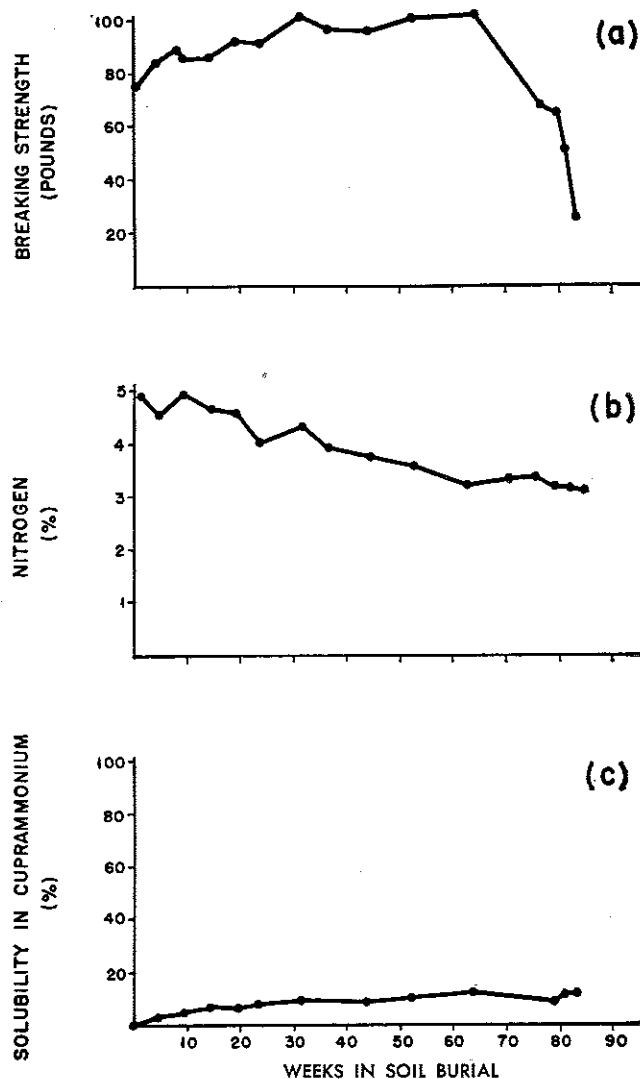 BREAKING STRENGTH
(POUNDS)
100
80
60
40
20
(a)
NITROGEN
(%)
5
4
3
2
1
(b)
SOLUBILITY IN CUPRAMMONIUM
(%)
100
80
60
40
20
0
(c)
10 20 30 40 50 60 70 80 90
WEEKS IN SOIL BURIAL